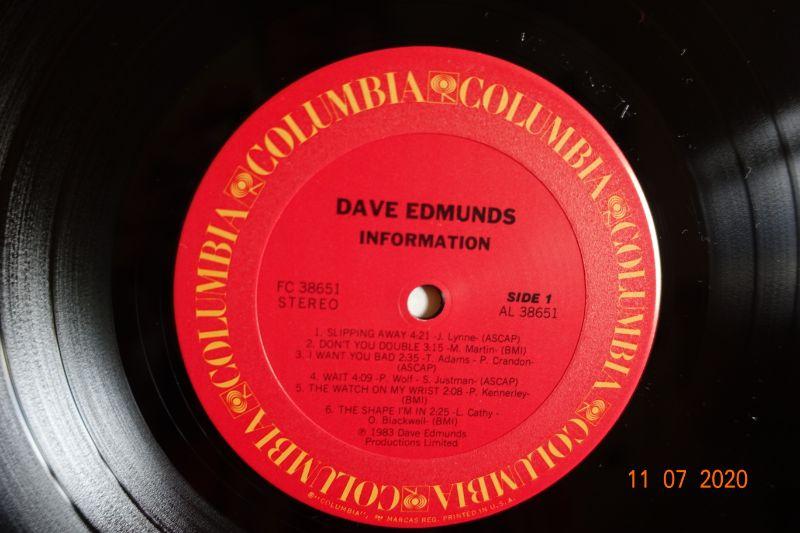 COLUMBIA COLUMBIA COLUMBIA COLUMBIA COLUMBIA COLUMBIA
DAVE EDMUNDS
INFORMATION
FC 38651
STEREO
SIDE 1
AL 38651
1. SLIPPING AWAY 4:21 -J. Lynne- (ASCAP)
2. DON'T YOU DOUBLE 3:15 -M. Martin- (BMI)
3. I WANT YOU BAD 2:35 -T. Adams - P. Crandon-
(ASCAP)
4. WAIT 4:09 -P. Wolf - S. Justman- (ASCAP)
5. THE WATCH ON MY WRIST 2:08 -P. Kennerley-
(BMI)
6. THE SHAPE I'M IN 2:25 -L. Cathy -
O. Blackwell- (BMI)
℗ 1983 Dave Edmunds
Productions Limited
"COLUMBIA", MARCAS REG. PRINTED IN U.S.A.
11 07 2020